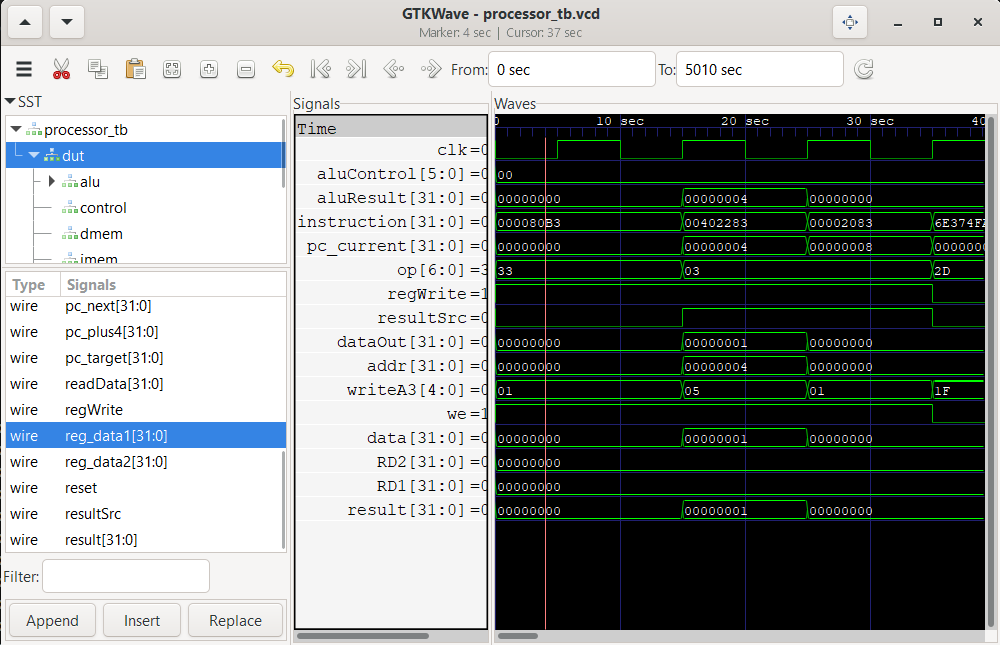 GTKWave - processor_tb.vcd
Marker: 4 sec | Cursor: 37 sec
From: 0 sec To: 5010 sec
SST
processor_tb
dut
alu
control
dmem
imem
Type Signals
wire pc_next[31:0]
wire pc_plus4[31:0]
wire pc_target[31:0]
wire readData[31:0]
wire regWrite
wire reg_data1[31:0]
wire reg_data2[31:0]
wire reset
wire resultSrc
wire result[31:0]
Filter:
Append Insert Replace
Signals
Time
clk=0
aluControl[5:0]=0
aluResult[31:0]=0
instruction[31:0]=0
pc_current[31:0]=0
op[6:0]=3
regWrite=1
resultSrc=0
dataOut[31:0]=0
addr[31:0]=0
writeA3[4:0]=0
we=1
data[31:0]=0
RD2[31:0]=0
RD1[31:0]=0
result[31:0]=0
Waves
0 10 sec 20 sec 30 sec 40
00
00000000 00000004 00000000
000080B3 00402283 00002083 6E374F
00000000 00000004 00000008 0000000
33 03 2D
00000000 00000001 00000000
00000000 00000004 00000000
01 05 01 1F
00000000 00000001 00000000
00000000
00000000
00000000 00000001 00000000